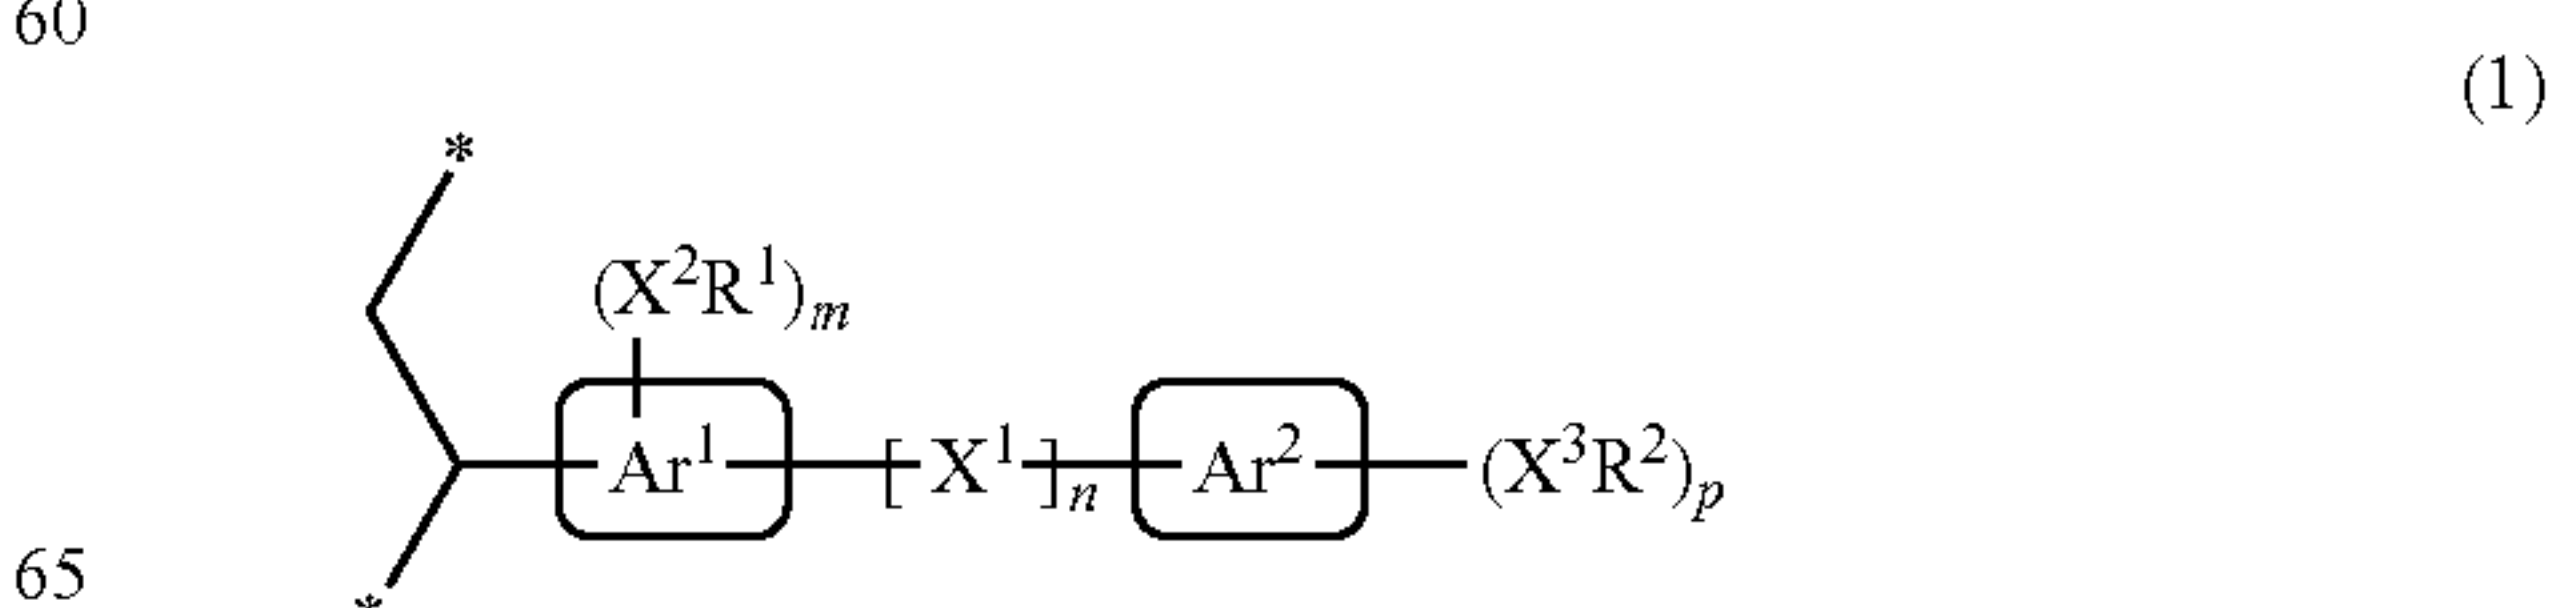 60
(1)
*
(X²R¹)ₘ
Ar¹ [X¹]ₙ Ar² (X³R²)ₚ
65
*